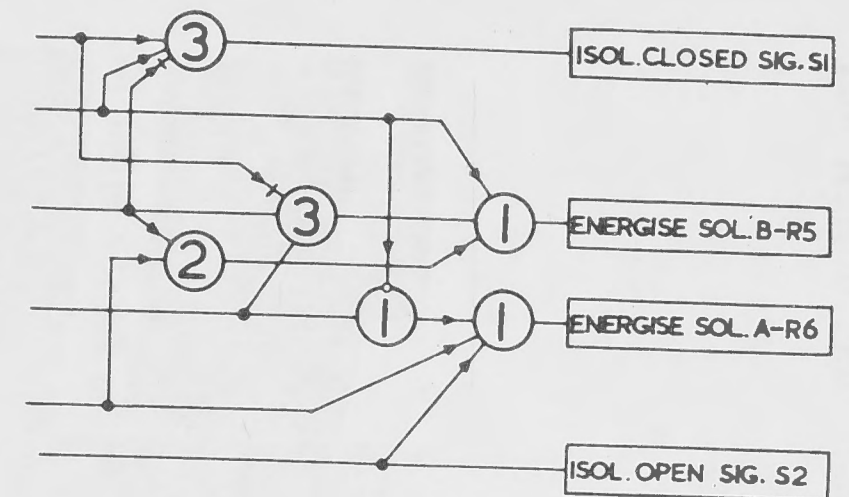 3
ISOL. CLOSED SIG. S1
3
1
ENERGISE SOL. B-R5
2
1
1
ENERGISE SOL. A-R6
ISOL. OPEN SIG. S2